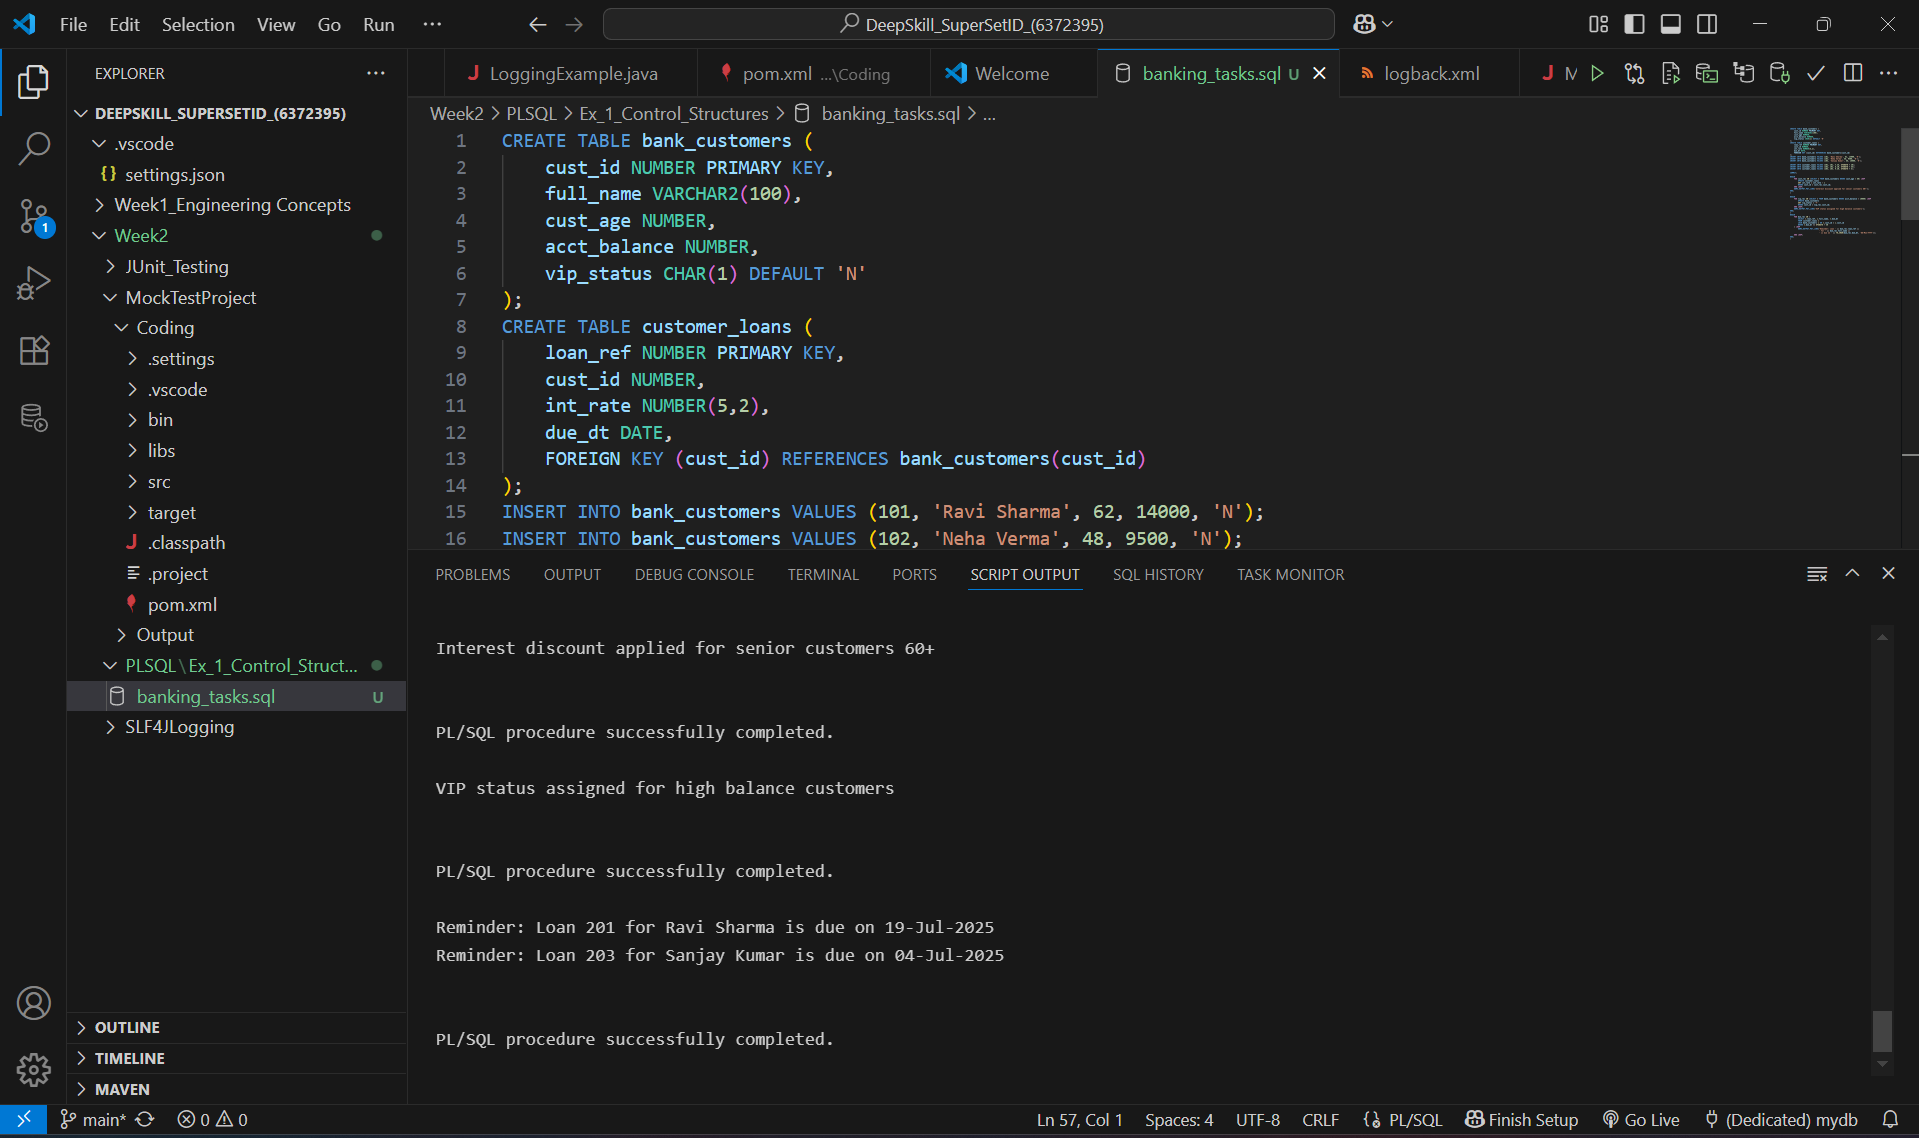 File Edit Selection View Go Run ···
DeepSkill_SuperSetID_(6372395)
EXPLORER
DEEPSKILL_SUPERSETID_(6372395)
.vscode
{} settings.json
Week1_Engineering Concepts
Week2
JUnit_Testing
MockTestProject
Coding
.settings
.vscode
bin
libs
src
target
J .classpath
.project
pom.xml
Output
PLSQL\Ex_1_Control_Struct...
banking_tasks.sql U
SLF4JLogging
OUTLINE
TIMELINE
MAVEN
1
J LoggingExample.java pom.xml ...\Coding Welcome banking_tasks.sql U logback.xml J M
Week2 > PLSQL > Ex_1_Control_Structures > banking_tasks.sql > ...
1 CREATE TABLE bank_customers (
2 cust_id NUMBER PRIMARY KEY,
3 full_name VARCHAR2(100),
4 cust_age NUMBER,
5 acct_balance NUMBER,
6 vip_status CHAR(1) DEFAULT 'N'
7 );
8 CREATE TABLE customer_loans (
9 loan_ref NUMBER PRIMARY KEY,
10 cust_id NUMBER,
11 int_rate NUMBER(5,2),
12 due_dt DATE,
13 FOREIGN KEY (cust_id) REFERENCES bank_customers(cust_id)
14 );
15 INSERT INTO bank_customers VALUES (101, 'Ravi Sharma', 62, 14000, 'N');
16 INSERT INTO bank_customers VALUES (102, 'Neha Verma', 48, 9500, 'N');
PROBLEMS OUTPUT DEBUG CONSOLE TERMINAL PORTS SCRIPT OUTPUT SQL HISTORY TASK MONITOR
Interest discount applied for senior customers 60+
PL/SQL procedure successfully completed.
VIP status assigned for high balance customers
PL/SQL procedure successfully completed.
Reminder: Loan 201 for Ravi Sharma is due on 19-Jul-2025
Reminder: Loan 203 for Sanjay Kumar is due on 04-Jul-2025
PL/SQL procedure successfully completed.
main* 0 0 Ln 57, Col 1 Spaces: 4 UTF-8 CRLF PL/SQL Finish Setup Go Live (Dedicated) mydb